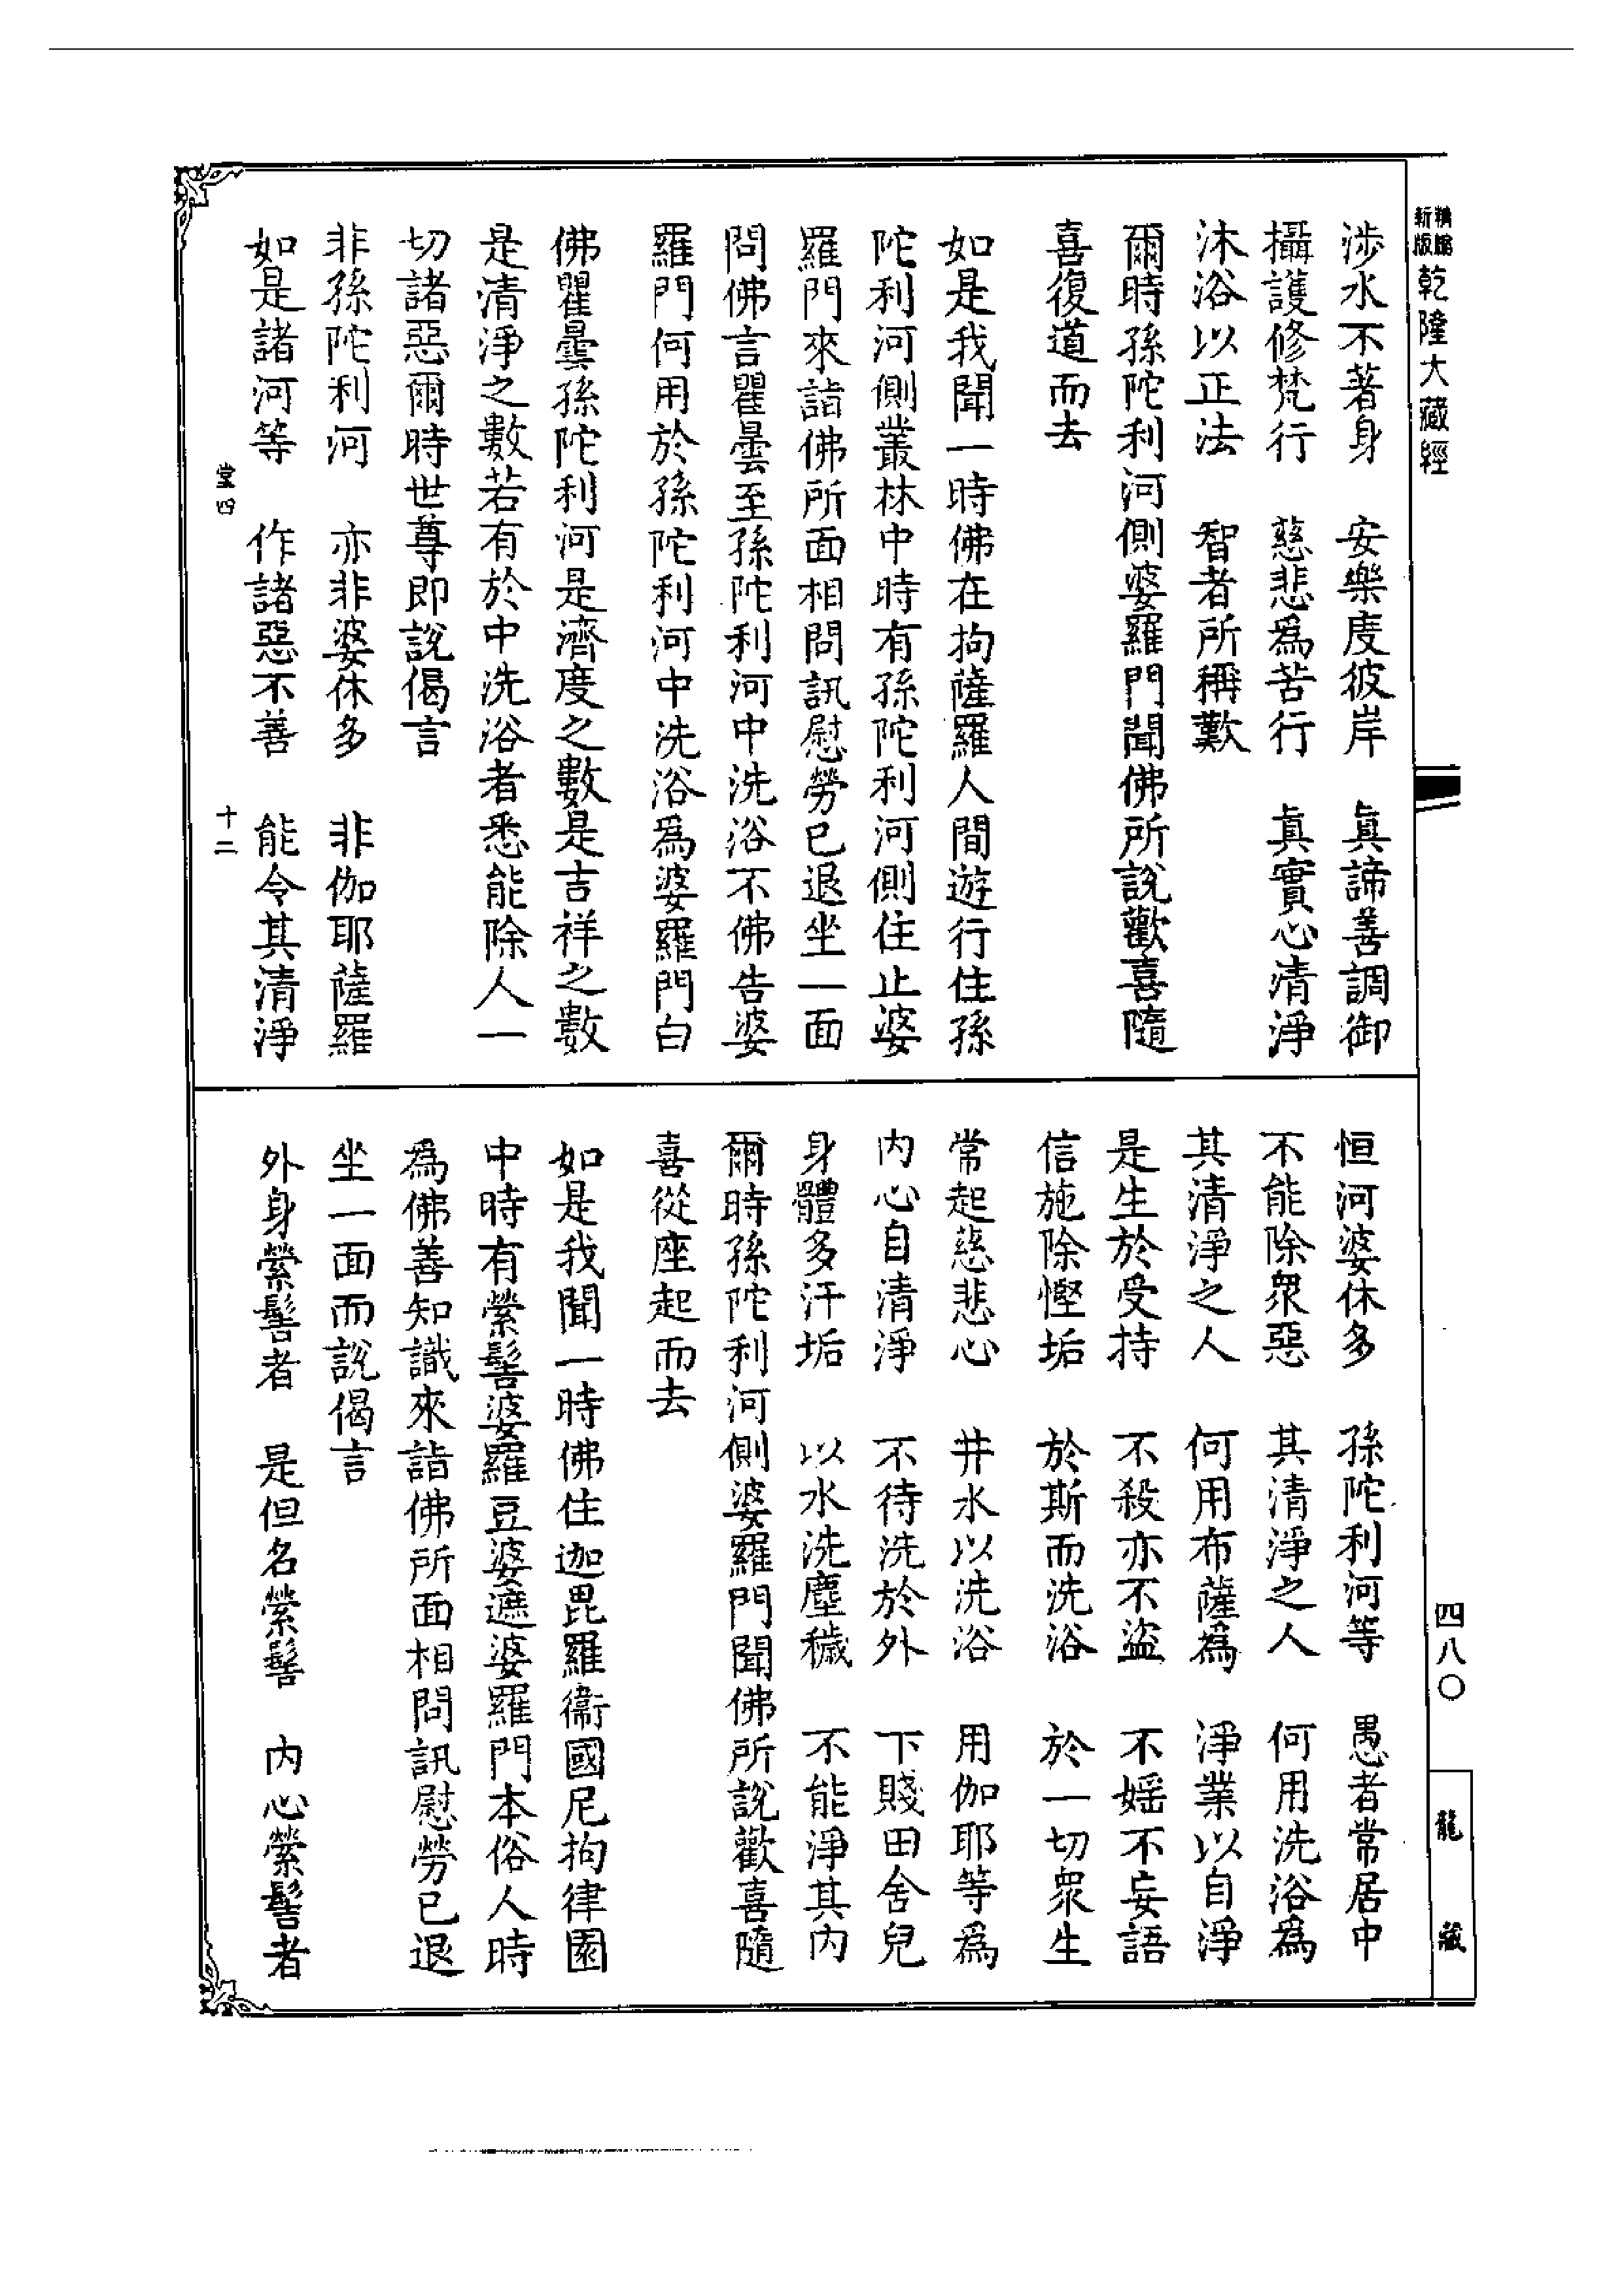 新版
精縮
乾隆大藏經
涉水不著身　安樂度彼岸　眞諦善調御
攝護修梵行　慈悲為苦行　眞實心清淨
沐浴以正法　智者所稱歎
爾時孫陀利河側婆羅門聞佛所說歡喜隨
喜復道而去
如是我聞一時佛在拘薩羅人間遊行住孫
陀利河側叢林中時有孫陀利河側住止婆
羅門來詣佛所面相問訊慰勞已退坐一面
問佛言瞿曇至孫陀利河中洗浴不佛告婆
羅門何用於孫陀利河中洗浴為婆羅門白
佛瞿曇孫陀利河是濟度之數是吉祥之數
是清淨之數若有於中洗浴者悉能除人一
切諸惡爾時世尊即說偈言
非孫陀利河　亦非婆休多　非伽耶薩羅
如是諸河等　作諸惡不善　能令其清淨
堂四　十二
恒河婆休多　孫陀利河等　愚者常居中
不能除眾惡　其清淨之人　何用洗浴為
其清淨之人　何用布薩為　淨業以自淨
是生於受持　不殺亦不盜　不婬不妄語
信施除慳垢　於斯而洗浴　於一切眾生
常起慈悲心　井水以洗浴　用伽耶等為
内心自清淨　不待洗於外　下賤田舍兒
身體多汗垢　以水洗塵穢　不能淨其内
爾時孫陀利河側婆羅門聞佛所說歡喜隨
喜從座起而去
如是我聞一時佛住迦毘羅衞國尼拘律園
中時有縈髻婆羅豆婆遮婆羅門本俗人時
為佛善知識來詣佛所面相問訊慰勞已退
坐一面而說偈言
外身縈髻者　是但名縈髻　内心縈髻者
四八〇
龍藏